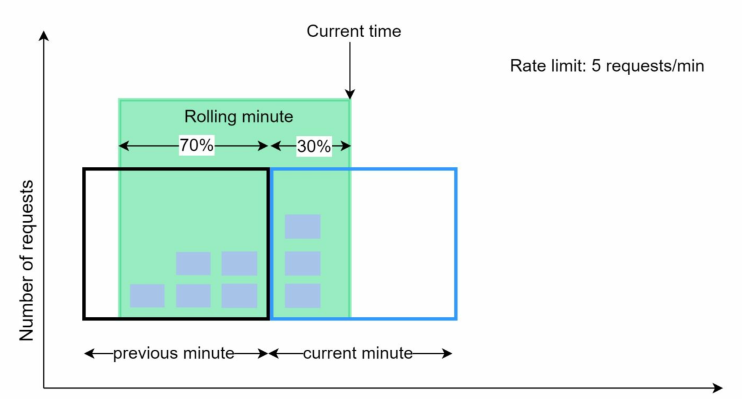 Current time
Rate limit: 5 requests/min
Rolling minute
70%
30%
Number of requests
previous minute
current minute